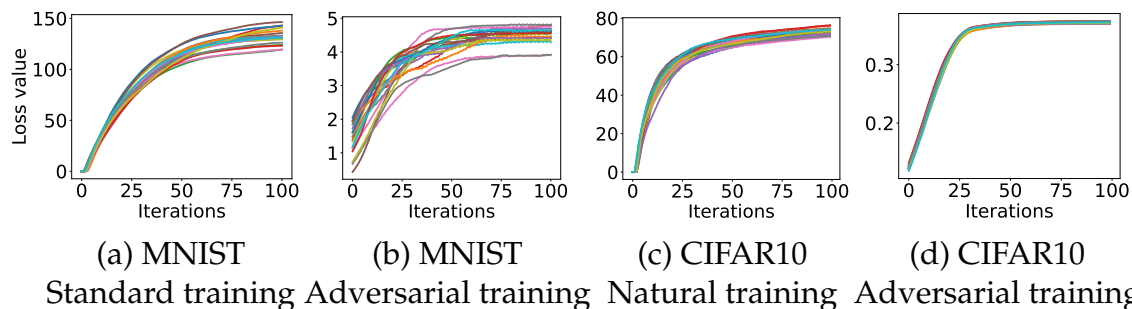 Loss value
150
100
50
0
0 25 50 75 100
Iterations
5
4
3
2
1
0 25 50 75 100
Iterations
80
60
40
20
0
0 25 50 75 100
Iterations
0.3
0.2
0 25 50 75 100
Iterations
(a) MNIST (b) MNIST (c) CIFAR10 (d) CIFAR10
Standard training Adversarial training Natural training Adversarial training